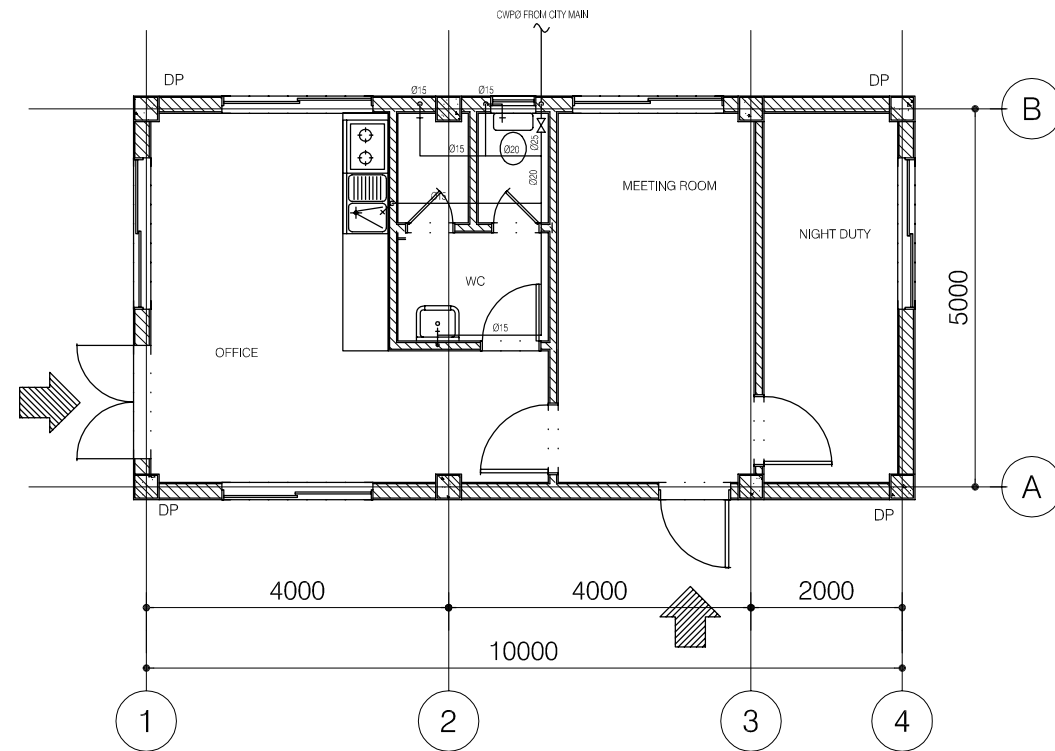 CWPØ FROM CITY MAIN
DP
DP
Ø15
Ø15
B
Ø25
Ø15
Ø20
Ø20
MEETING ROOM
Ø15
NIGHT DUTY
WC
5000
Ø15
OFFICE
A
DP
DP
4000
4000
2000
10000
1
2
3
4